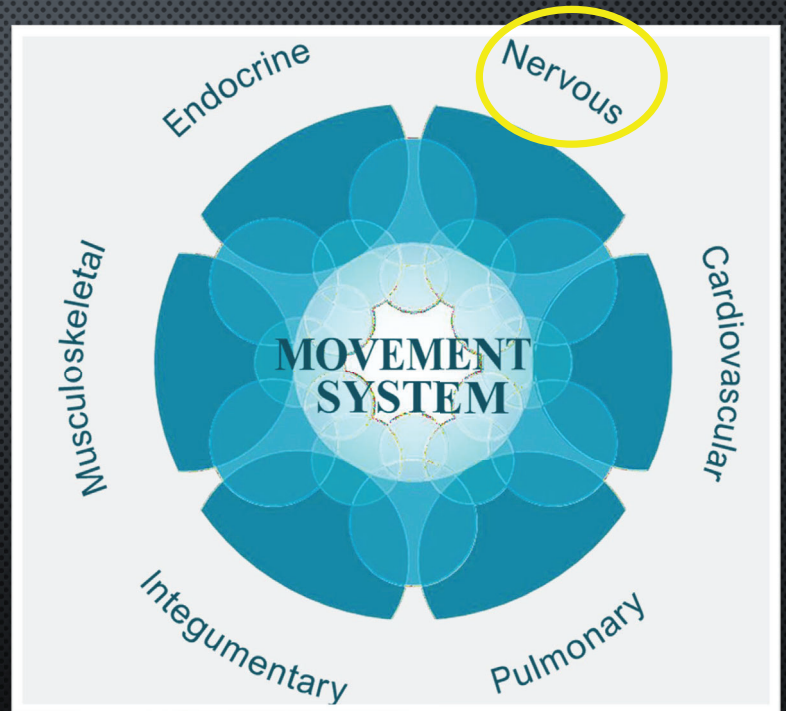 Endocrine
Nervous
Musculoskeletal
Cardiovascular
MOVEMENT
SYSTEM
Integumentary
Pulmonary